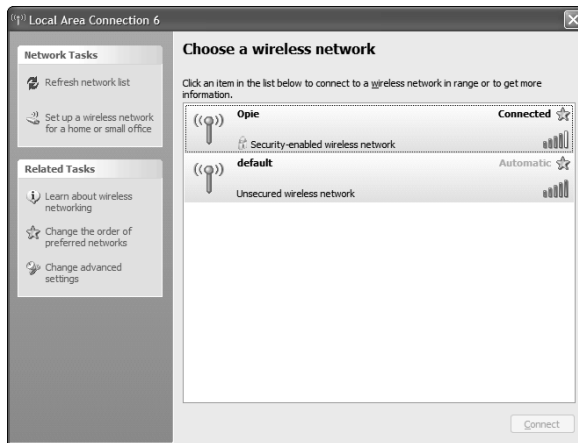 Local Area Connection 6
Network Tasks
Refresh network list
Set up a wireless network
for a home or small office
Related Tasks
Learn about wireless
networking
Change the order of
preferred networks
Change advanced
settings
Choose a wireless network
Click an item in the list below to connect to a wireless network in range or to get more
information.
Opie Connected
Security-enabled wireless network
default Automatic
Unsecured wireless network
Connect